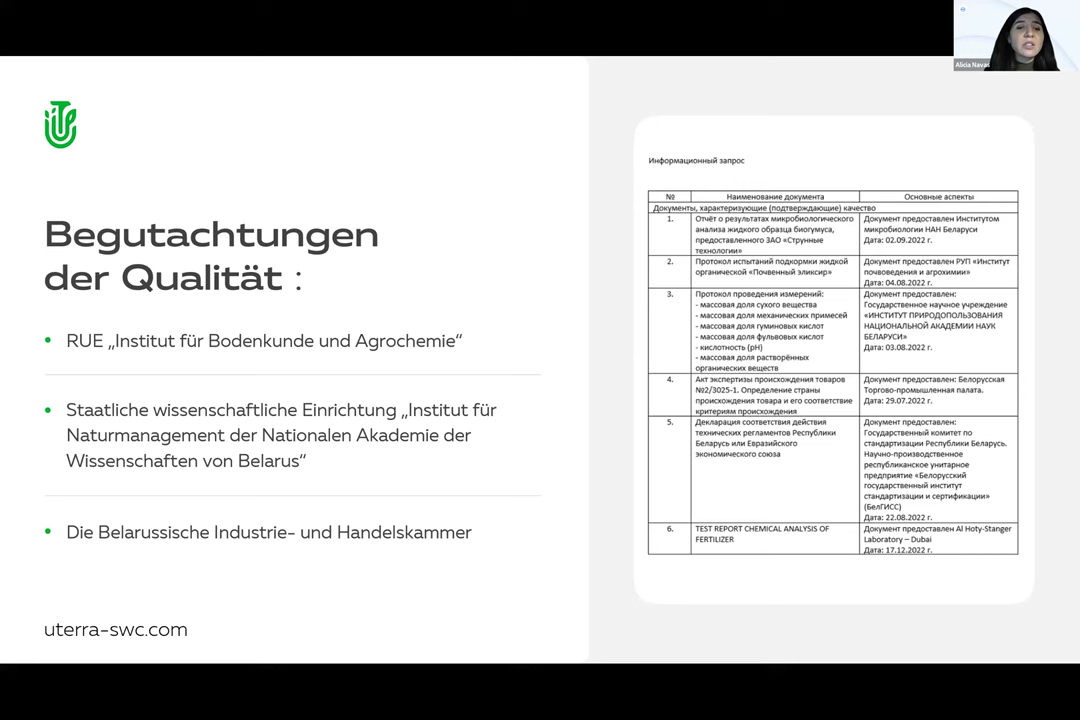 Alicia Navas
Begutachtungen
der Qualität :
• RUE „Institut für Bodenkunde und Agrochemie“
• Staatliche wissenschaftliche Einrichtung „Institut für
Naturmanagement der Nationalen Akademie der
Wissenschaften von Belarus“
• Die Belarussische Industrie- und Handelskammer
uterra-swc.com
Информационный запрос
№ Наименование документа Основные аспекты
Документы, характеризующие (подтверждающие) качество
1. Отчёт о результатах микробиологического Документ предоставлен Институтом
анализа жидкого образца биогумуса, микробиологии НАН Беларуси
предоставленного ЗАО «Струнные Дата: 02.09.2022 г.
технологии»
2. Протокол испытаний подкормки жидкой Документ предоставлен РУП «Институт
органической «Почвенный эликсир» почвоведения и агрохимии»
Дата: 04.08.2022 г.
3. Протокол проведения измерений: Документ предоставлен:
- массовая доля сухого вещества Государственное научное учреждение
- массовая доля механических примесей «ИНСТИТУТ ПРИРОДОПОЛЬЗОВАНИЯ
- массовая доля гуминовых кислот НАЦИОНАЛЬНОЙ АКАДЕМИИ НАУК
- массовая доля фульвовых кислот БЕЛАРУСИ»
- кислотность (pH) Дата: 03.08.2022 г.
- массовая доля растворённых
органических веществ
4. Акт экспертизы происхождения товаров Документ предоставлен: Белорусская
№2/3025-1. Определение страны Торгово-промышленная палата.
происхождения товара и его соответствие Дата: 29.07.2022 г.
критериям происхождения
5. Декларация соответствия действия Документ предоставлен:
технических регламентов Республики Государственный комитет по
Беларусь или Евразийского стандартизации Республики Беларусь.
экономического союза Научно-производственное
республиканское унитарное
предприятие «Белорусский
государственный институт
стандартизации и сертификации»
(БелГИСС)
Дата: 22.08.2022 г.
6. TEST REPORT CHEMICAL ANALYSIS OF Документ предоставлен Al Hoty-Stanger
FERTILIZER Laboratory – Dubai
Дата: 17.12.2022 г.